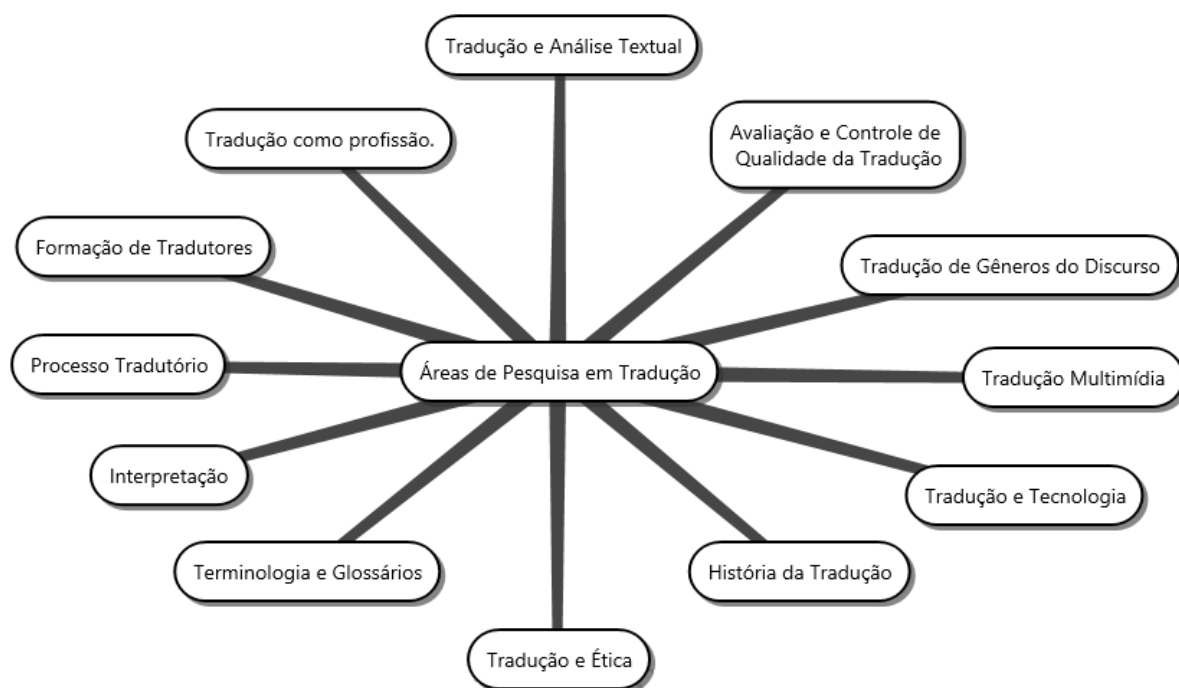 Tradução e Análise Textual
Tradução como profissão.
Avaliação e Controle de
Qualidade da Tradução
Formação de Tradutores
Tradução de Gêneros do Discurso
Processo Tradutório
Áreas de Pesquisa em Tradução
Tradução Multimídia
Interpretação
Tradução e Tecnologia
Terminologia e Glossários
História da Tradução
Tradução e Ética